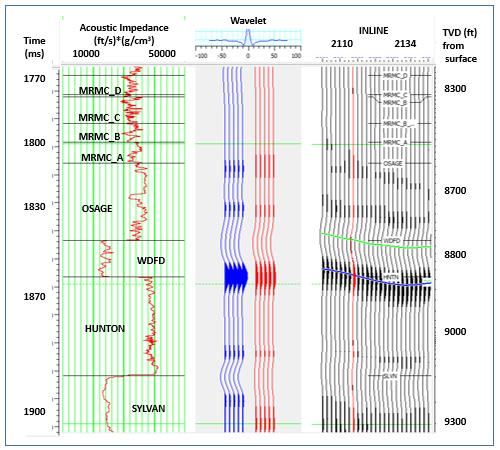 Wavelet
Acoustic Impedance
(ft/s)*(g/cm³)
INLINE
TVD (ft)
from
surface
Time
(ms)
10000 50000
2110 2134
-100 -50 0 50 100
1770
1800
1830
1870
1900
MRMC_D
MRMC_C
MRMC_B
MRMC_A
OSAGE
WDFD
HUNTON
SYLVAN
MRMC_D
MRMC_C
MRMC_B
MRMC_B
MRMC_A
OSAGE
WDFD
HNTN
SLVN
8300
8700
8800
9000
9300